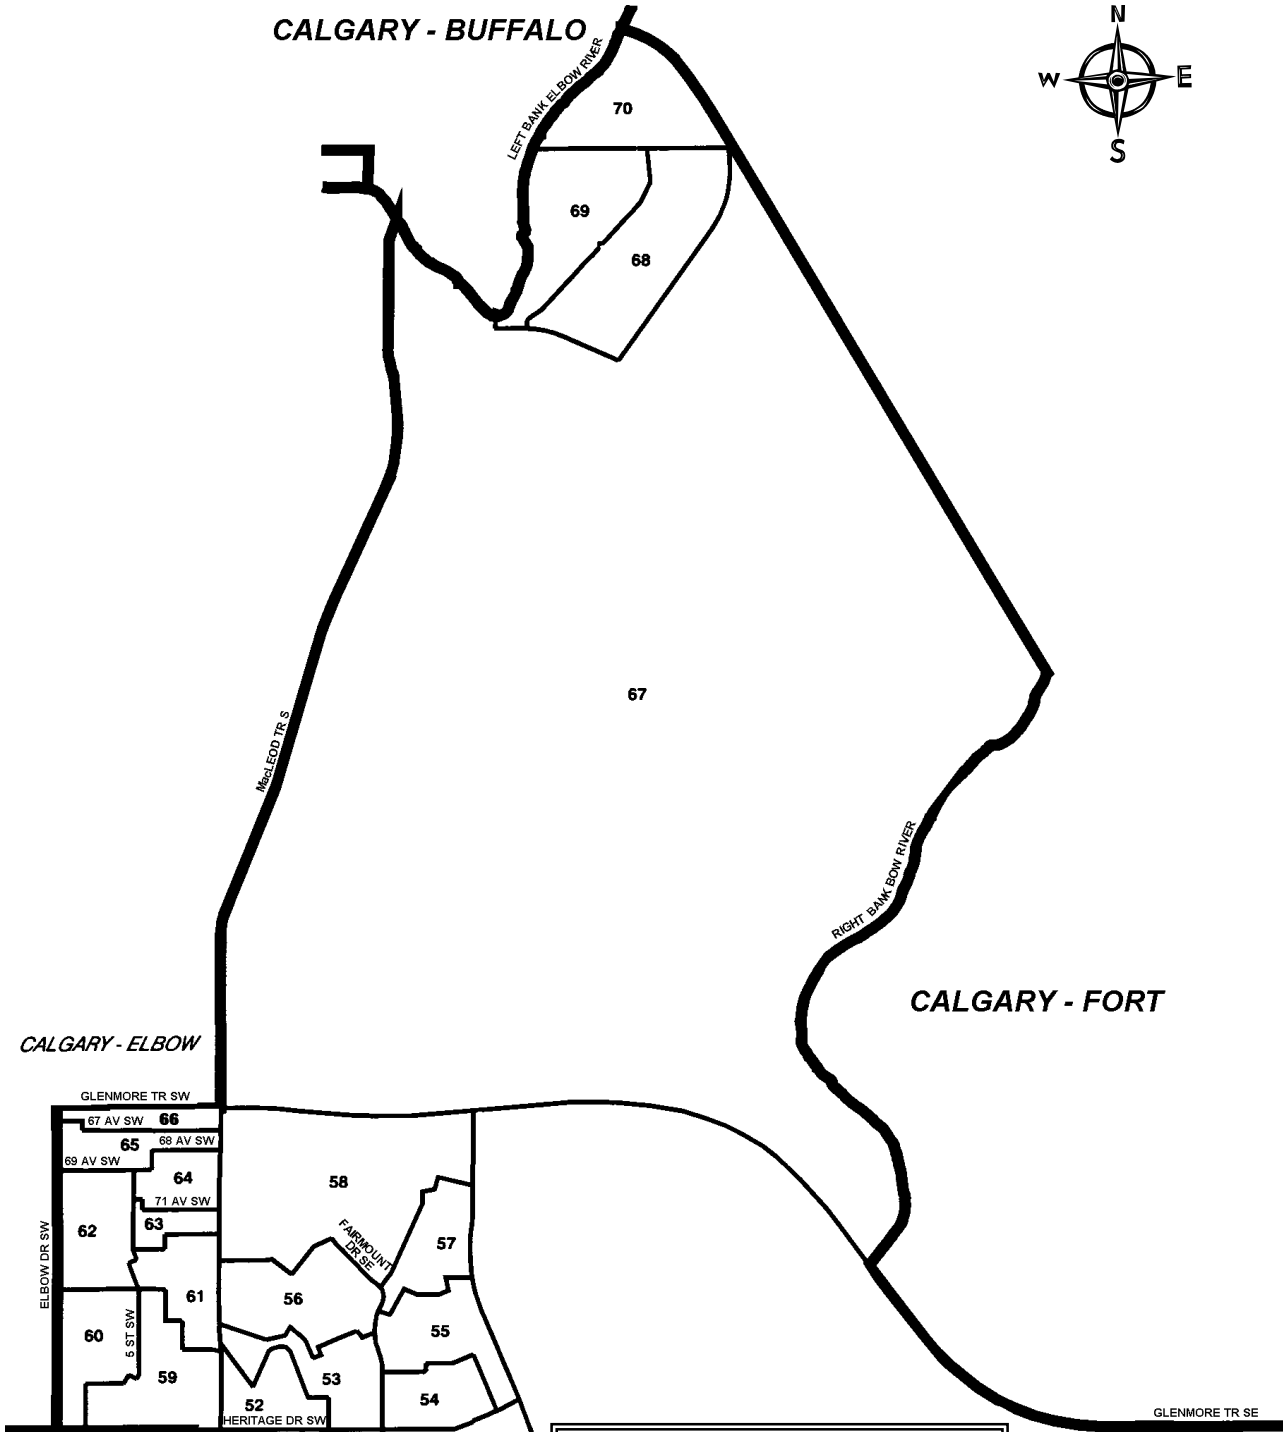 CALGARY - BUFFALO
N
W
E
S
LEFT BANK ELBOW RIVER
70
69
68
67
MacLEOD TR S
RIGHT BANK BOW RIVER
CALGARY - FORT
CALGARY - ELBOW
GLENMORE TR SW
67 AV SW
66
65
68 AV SW
69 AV SW
64
58
71 AV SW
62
63
FAIRMOUNT
DR SE
57
ELBOW DR SW
61
56
60
5 ST SW
55
59
53
52
54
HERITAGE DR SW
GLENMORE TR SE